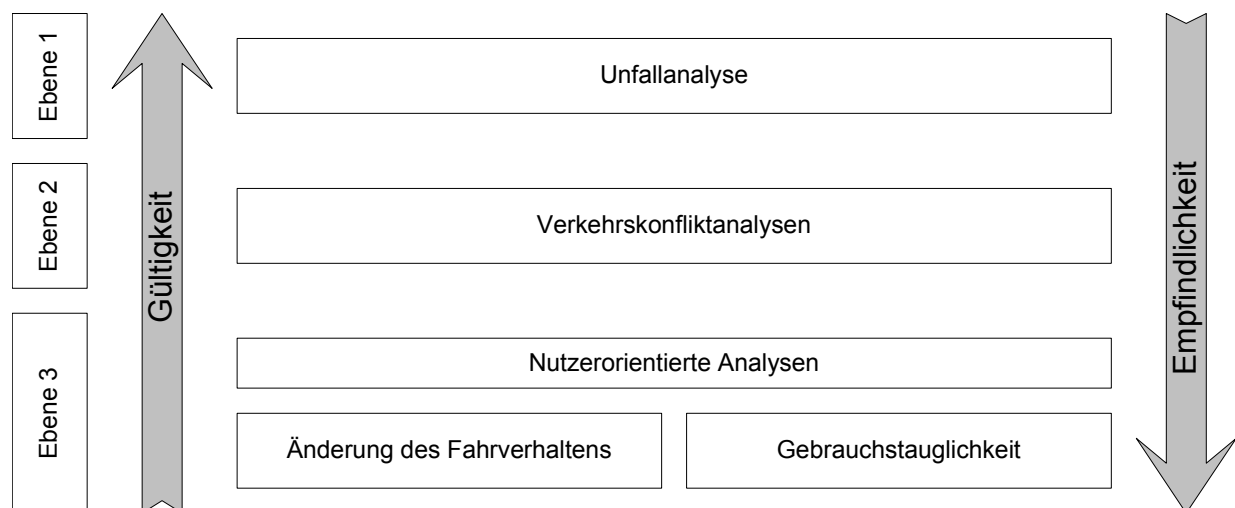 Ebene 1
Unfallanalyse
Ebene 2
Verkehrskonfliktanalysen
Gültigkeit
Empfindlichkeit
Ebene 3
Nutzerorientierte Analysen
Änderung des Fahrverhaltens
Gebrauchstauglichkeit